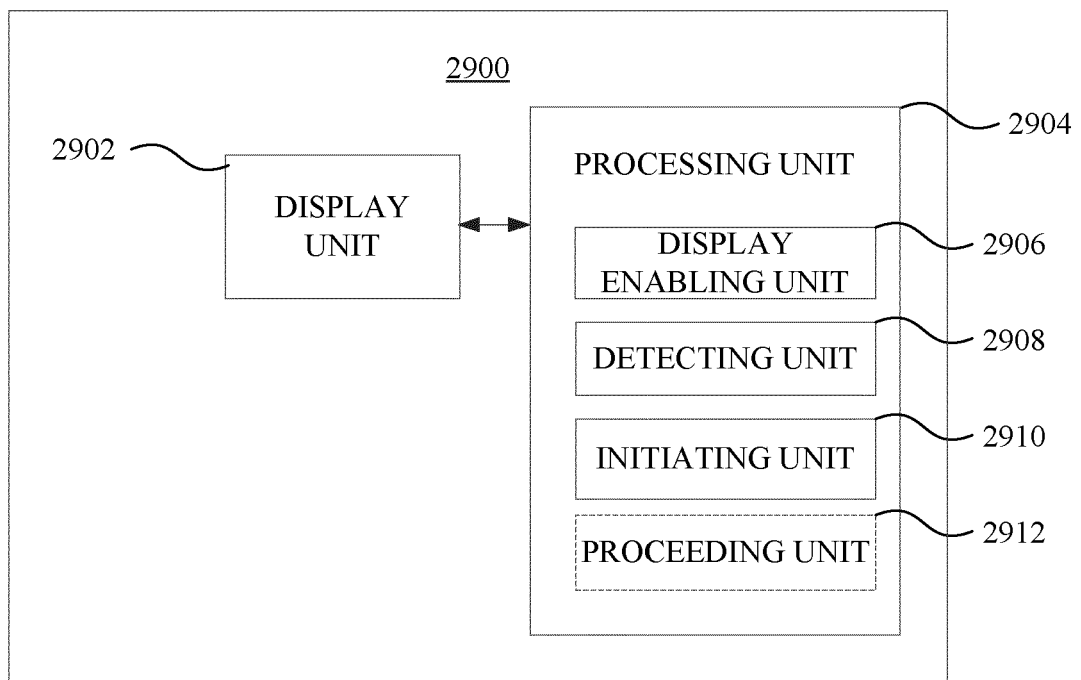 2900
2904
2902
PROCESSING UNIT
DISPLAY
UNIT
DISPLAY
ENABLING UNIT
2906
DETECTING UNIT
2908
INITIATING UNIT
2910
PROCEEDING UNIT
2912